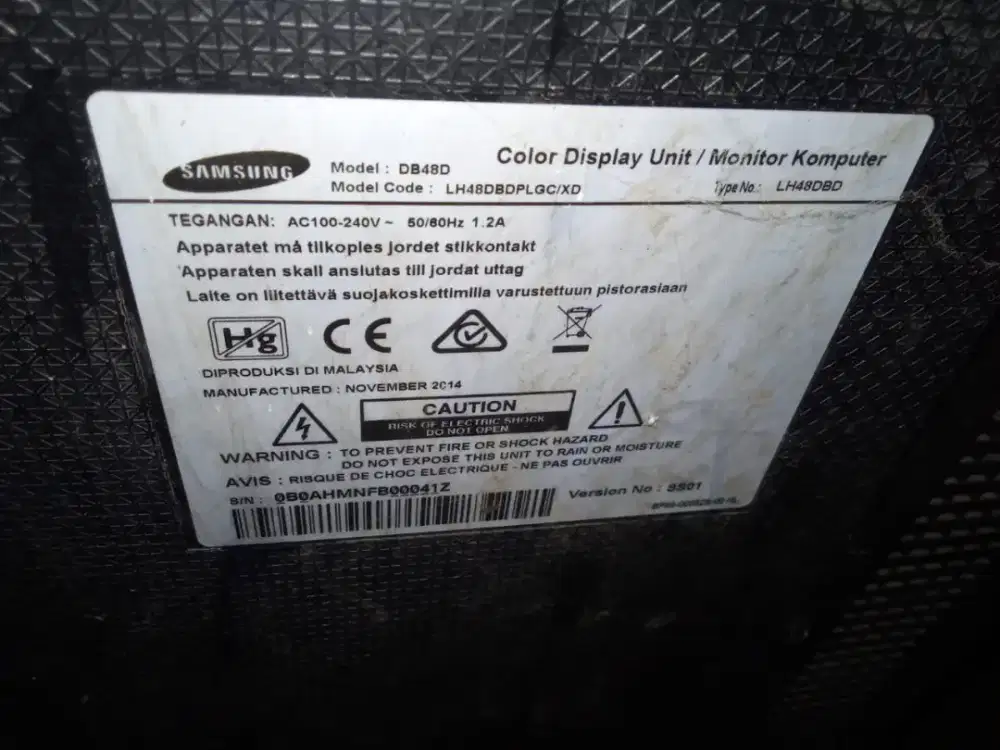 SAMSUNG
Model : DB48D
Model Code : LH48DBDPLGC/XD
Color Display Unit / Monitor Komputer
Type No.: LH48DBD
TEGANGAN: AC100-240V ~ 50/60Hz 1.2A
Apparatet må tilkoples jordet stikkontakt
Apparaten skall anslutas till jordat uttag
Laite on liitettävä suojakoskettimilla varustettuun pistorasiaan
Hg
CE
DIPRODUKSI DI MALAYSIA
MANUFACTURED : NOVEMBER 2014
CAUTION
RISK OF ELECTRIC SHOCK
DO NOT OPEN
WARNING : TO PREVENT FIRE OR SHOCK HAZARD
DO NOT EXPOSE THIS UNIT TO RAIN OR MOISTURE
AVIS : RISQUE DE CHOC ELECTRIQUE - NE PAS OUVRIR
S/N : 0B0AHMNFB00041Z
Version No : SS01